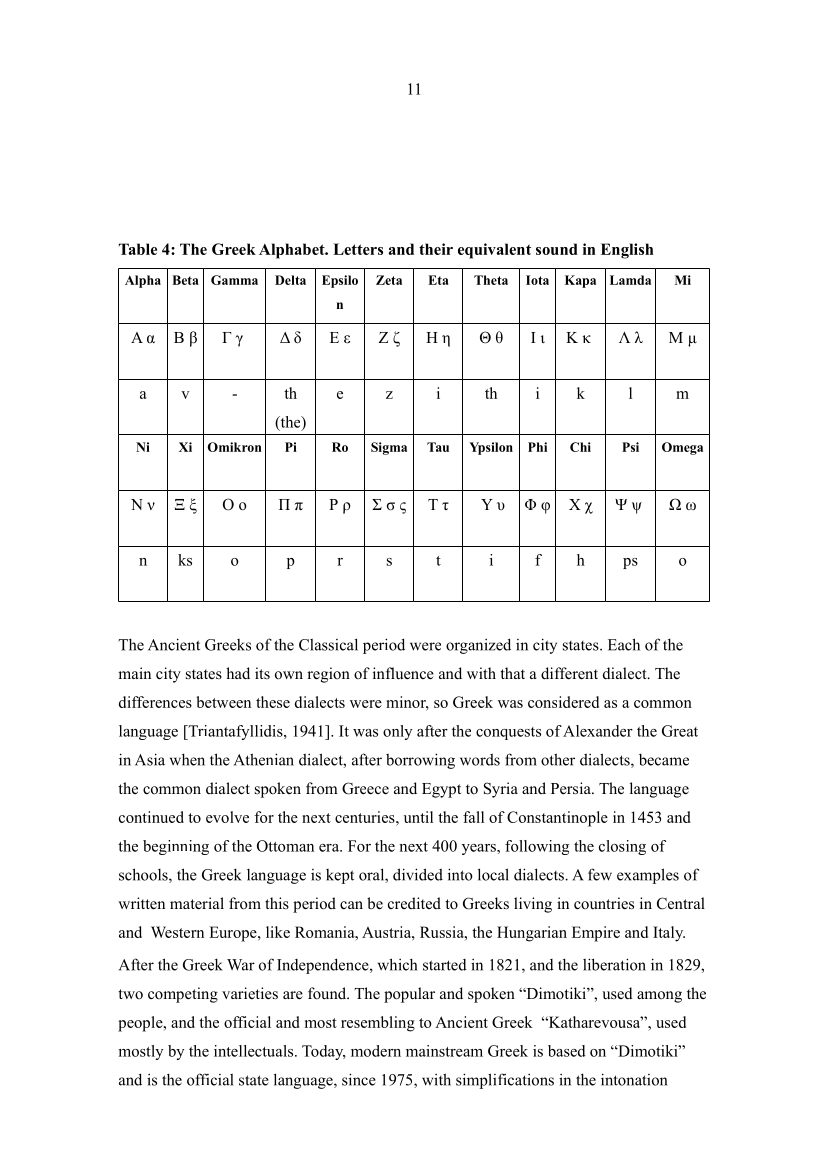 11
Table 4: The Greek Alphabet. Letters and their equivalent sound in English
Alpha Beta Gamma Delta Epsilo Zeta Eta Theta Iota Kapa Lamda Mi
n
Α α Β β Γ γ Δ δ Ε ε Ζ ζ Η η Θ θ Ι ι Κ κ Λ λ Μ μ
a v - th e z i th i k l m
(the)
Ni Xi Omikron Pi Ro Sigma Tau Ypsilon Phi Chi Psi Omega
Ν ν Ξ ξ Ο ο Π π Ρ ρ Σ σ ς Τ τ Υ υ Φ φ Χ χ Ψ ψ Ω ω
n ks o p r s t i f h ps o
The Ancient Greeks of the Classical period were organized in city states. Each of the
main city states had its own region of influence and with that a different dialect. The
differences between these dialects were minor, so Greek was considered as a common
language [Triantafyllidis, 1941]. It was only after the conquests of Alexander the Great
in Asia when the Athenian dialect, after borrowing words from other dialects, became
the common dialect spoken from Greece and Egypt to Syria and Persia. The language
continued to evolve for the next centuries, until the fall of Constantinople in 1453 and
the beginning of the Ottoman era. For the next 400 years, following the closing of
schools, the Greek language is kept oral, divided into local dialects. A few examples of
written material from this period can be credited to Greeks living in countries in Central
and  Western Europe, like Romania, Austria, Russia, the Hungarian Empire and Italy.
After the Greek War of Independence, which started in 1821, and the liberation in 1829,
two competing varieties are found. The popular and spoken “Dimotiki”, used among the
people, and the official and most resembling to Ancient Greek  “Katharevousa”, used
mostly by the intellectuals. Today, modern mainstream Greek is based on “Dimotiki”
and is the official state language, since 1975, with simplifications in the intonation